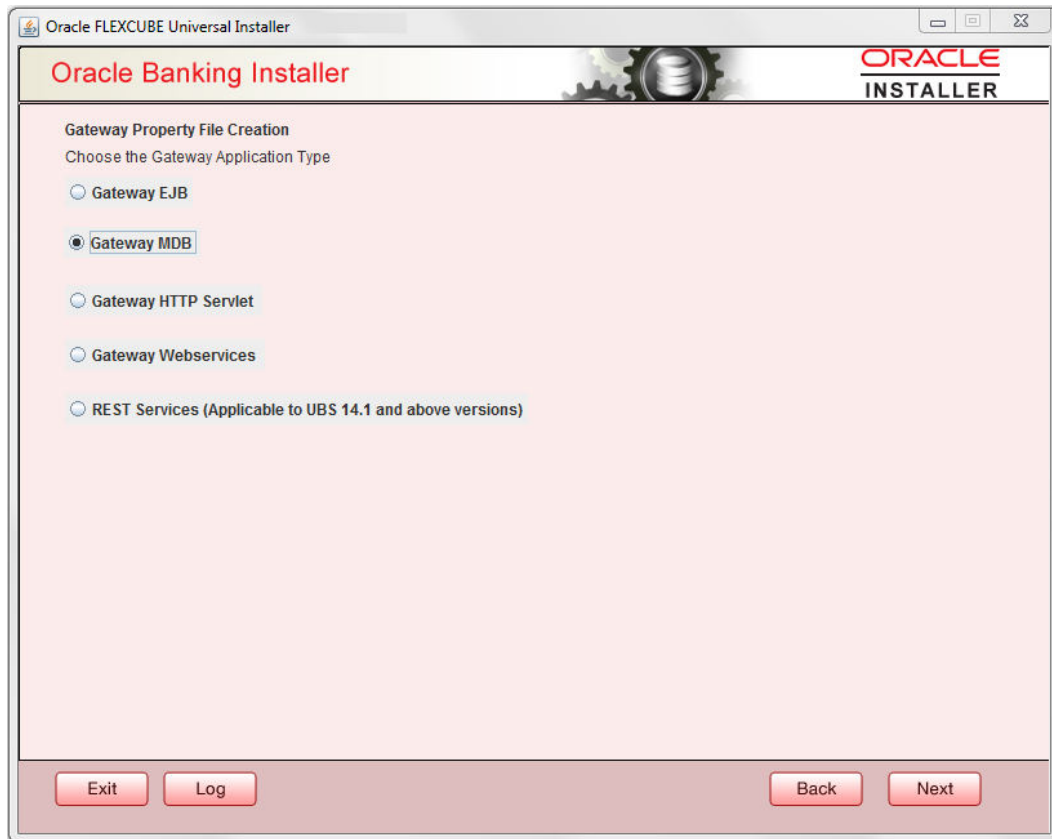 Oracle FLEXCUBE Universal Installer
Oracle Banking Installer
ORACLE
INSTALLER
Gateway Property File Creation
Choose the Gateway Application Type
Gateway EJB
Gateway MDB
Gateway HTTP Servlet
Gateway Webservices
REST Services (Applicable to UBS 14.1 and above versions)
Exit
Log
Back
Next